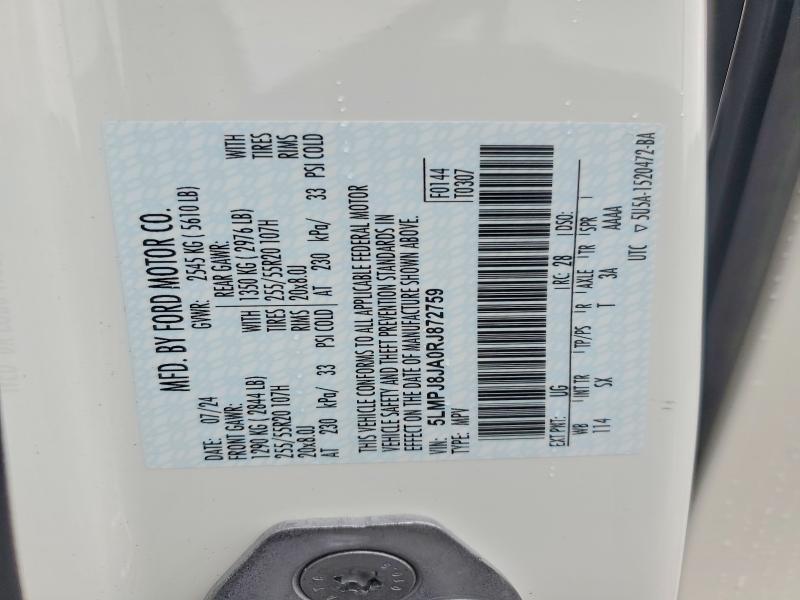 MFD. BY FORD MOTOR CO.
DATE: 07/24 GVWR: 2545 KG ( 5610 LB)
FRONT GAWR: REAR GAWR: WITH
1290 KG ( 2844 LB) 1350 KG ( 2976 LB) TIRES
255/55R20 107H 255/55R20 107H RIMS
20x8.0J RIMS 20x8.0J
AT 230 kPa/ 33 PSI COLD AT 230 kPa/ 33 PSI COLD
THIS VEHICLE CONFORMS TO ALL APPLICABLE FEDERAL MOTOR
VEHICLE SAFETY AND THEFT PREVENTION STANDARDS IN
EFFECT ON THE DATE OF MANUFACTURE SHOWN ABOVE.
VIN: 5LMPJ8JA0RJ872759
TYPE: MPV
F0144
T0307
EXT PNT: UG RC: 28 DSO:
WB INT TR TP/PS R AXLE TR SPR
114 SX T 3A AAAA
UTC ▽ 5U5A-1520472-BA